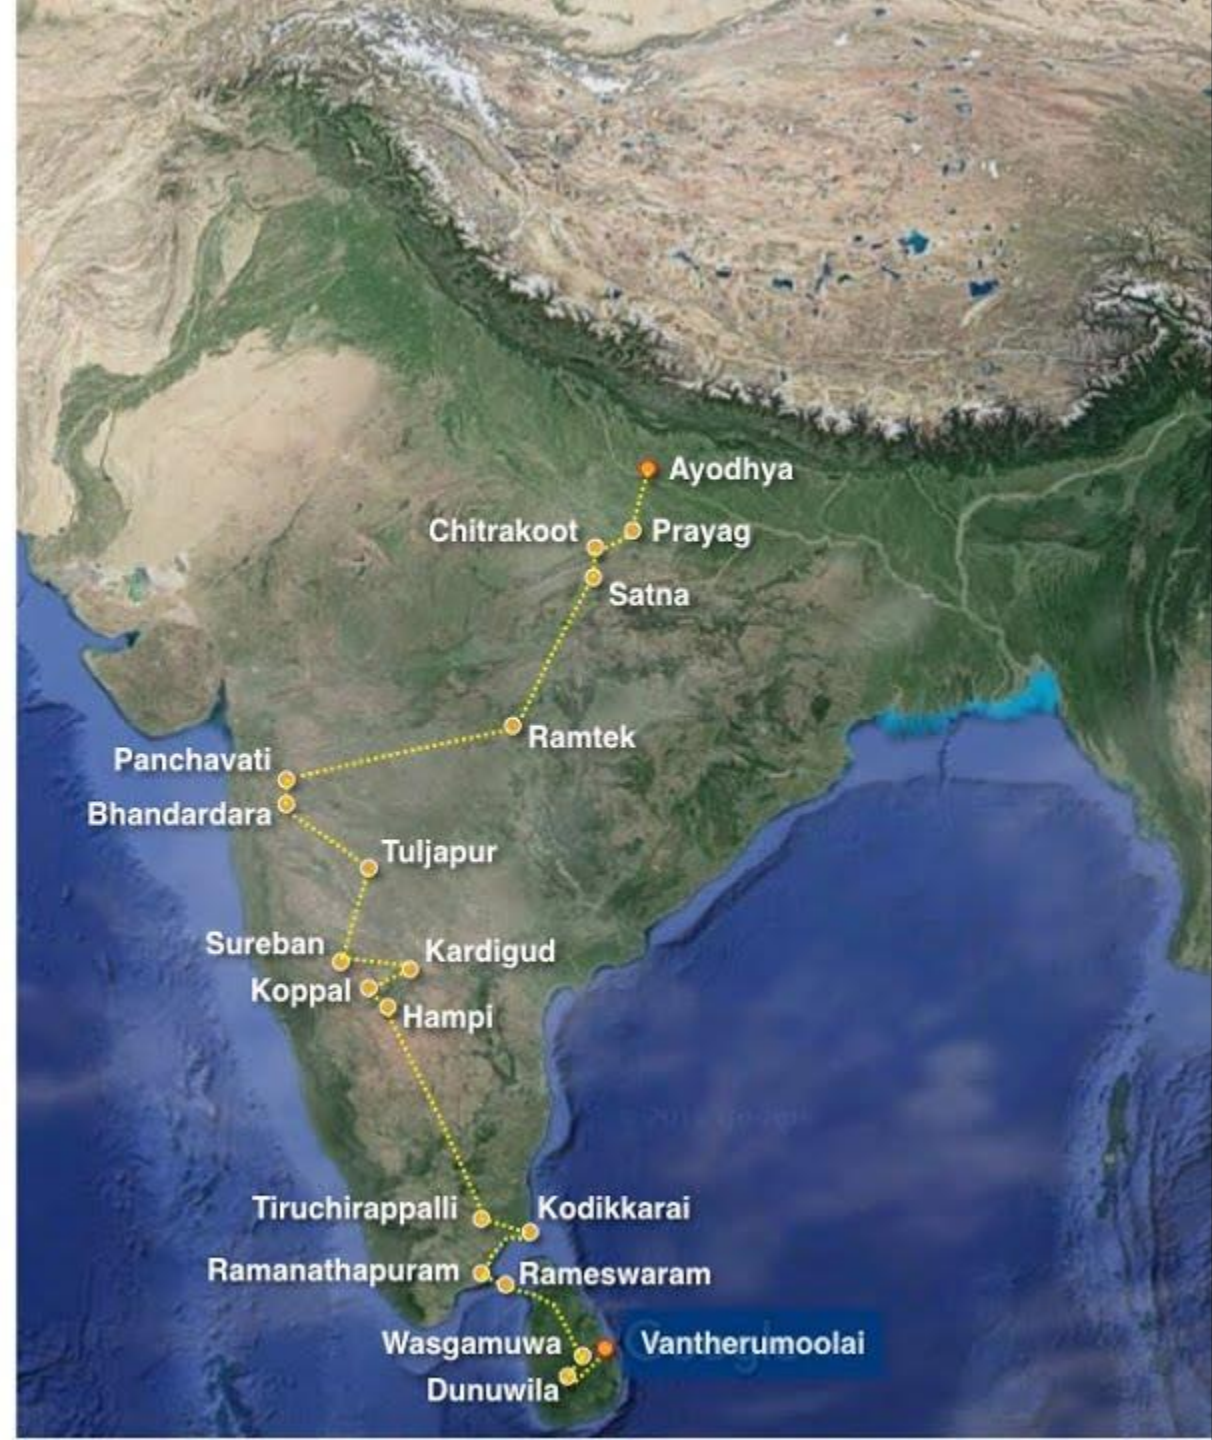 Ayodhya
Chitrakoot
Prayag
Satna
Ramtek
Panchavati
Bhandardara
Tuljapur
Sureban
Kardigud
Koppal
Hampi
Tiruchirappalli
Kodikkarai
Ramanathapuram
Rameswaram
Wasgamuwa
Vantherumoolai
Dunuwila